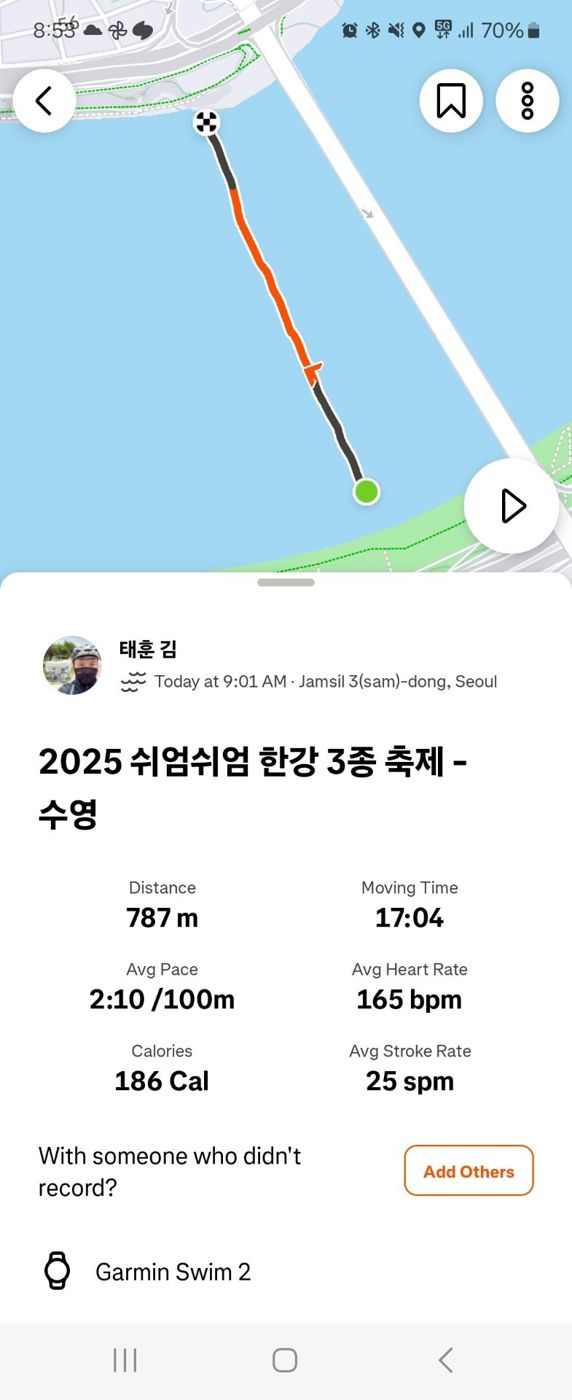 8:53
5G 70%
태훈 김
Today at 9:01 AM · Jamsil 3(sam)-dong, Seoul
2025 쉬엄쉬엄 한강 3종 축제 -
수영
Distance Moving Time
787 m 17:04
Avg Pace Avg Heart Rate
2:10 /100m 165 bpm
Calories Avg Stroke Rate
186 Cal 25 spm
With someone who didn't
record?
Add Others
Garmin Swim 2